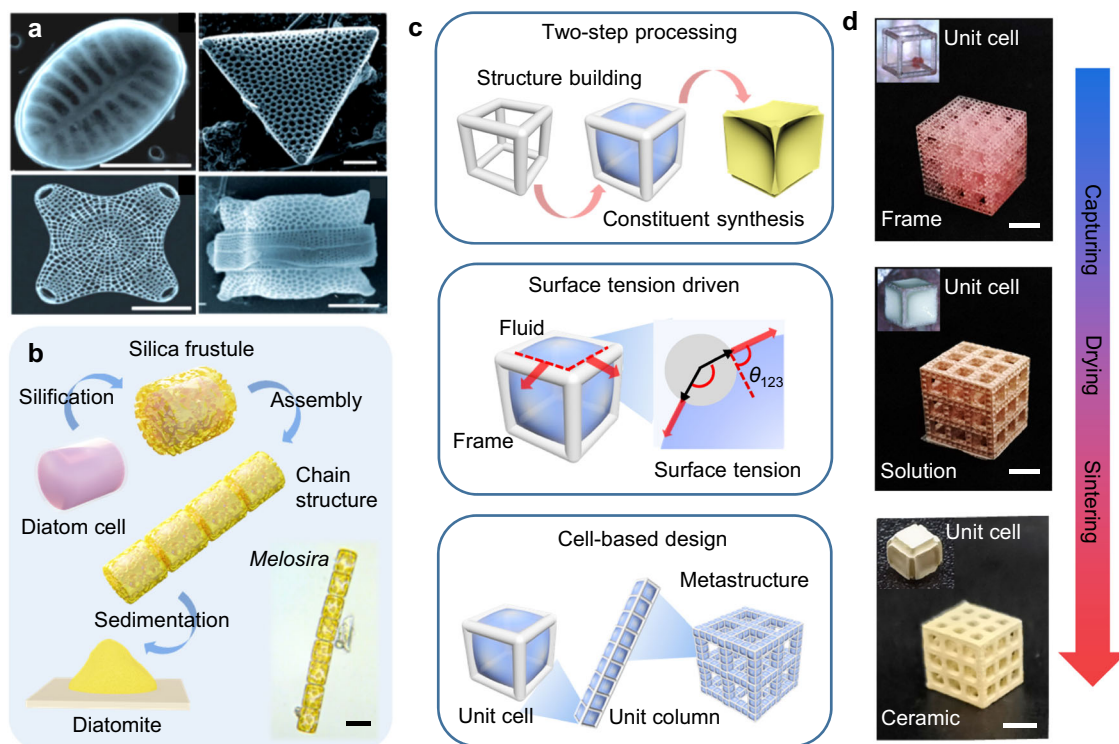 a
b
Silica frustule
Silification
Assembly
Chain
structure
Diatom cell
Melosira
Sedimentation
Diatomite
c
Two-step processing
Structure building
Constituent synthesis
Surface tension driven
Fluid
θ123
Frame
Surface tension
Cell-based design
Metastructure
Unit cell
Unit column
d
Unit cell
Frame
Unit cell
Solution
Unit cell
Ceramic
Capturing
Drying
Sintering